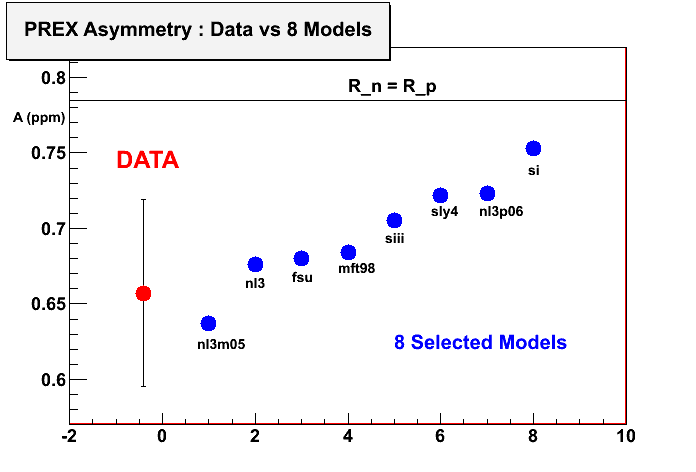 PREX Asymmetry : Data vs 8 Models
0.8
R_n = R_p
A (ppm)
0.75
DATA
si
0.7
sly4
nl3p06
siii
mft98
fsu
nl3
0.65
nl3m05
8 Selected Models
0.6
-2 0 2 4 6 8 10